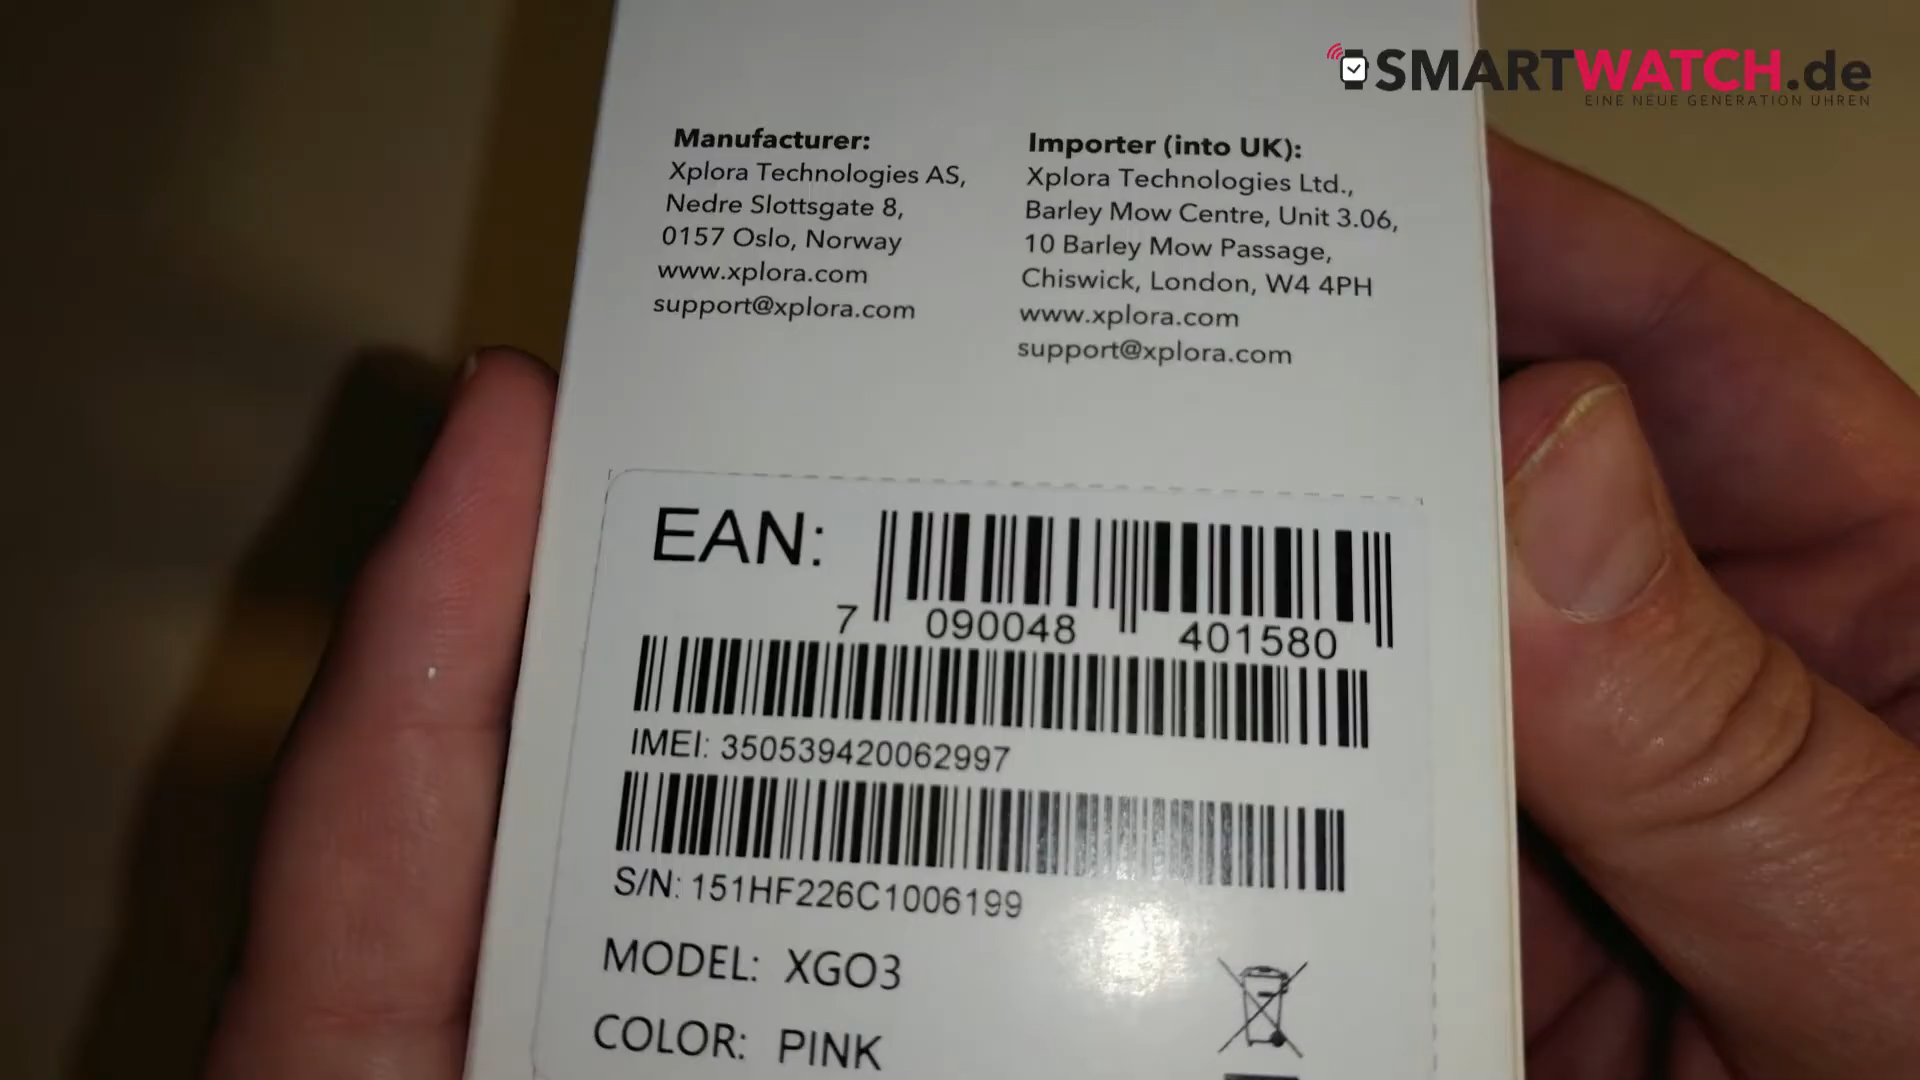 SMARTWATCH.de
EINE NEUE GENERATION UHREN
Manufacturer:
Xplora Technologies AS,
Nedre Slottsgate 8,
0157 Oslo, Norway
www.xplora.com
support@xplora.com
Importer (into UK):
Xplora Technologies Ltd.,
Barley Mow Centre, Unit 3.06,
10 Barley Mow Passage,
Chiswick, London, W4 4PH
www.xplora.com
support@xplora.com
EAN:
7 090048 401580
IMEI: 350539420062997
S/N: 151HF226C1006199
MODEL: XGO3
COLOR: PINK